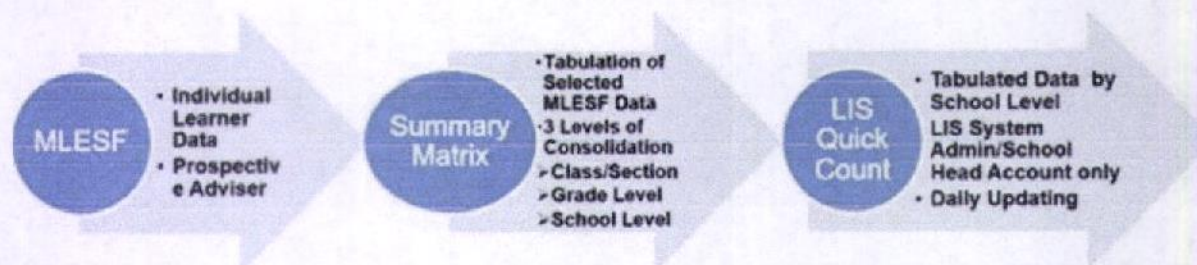 MLESF
• Individual
Learner
Data
• Prospectiv
e Adviser
Summary
Matrix
•Tabulation of
Selected
MLESF Data
•3 Levels of
Consolidation
➢Class/Section
➢Grade Level
➢School Level
LIS
Quick
Count
• Tabulated Data by
School Level
LIS System
Admin/School
Head Account only
• Daily Updating